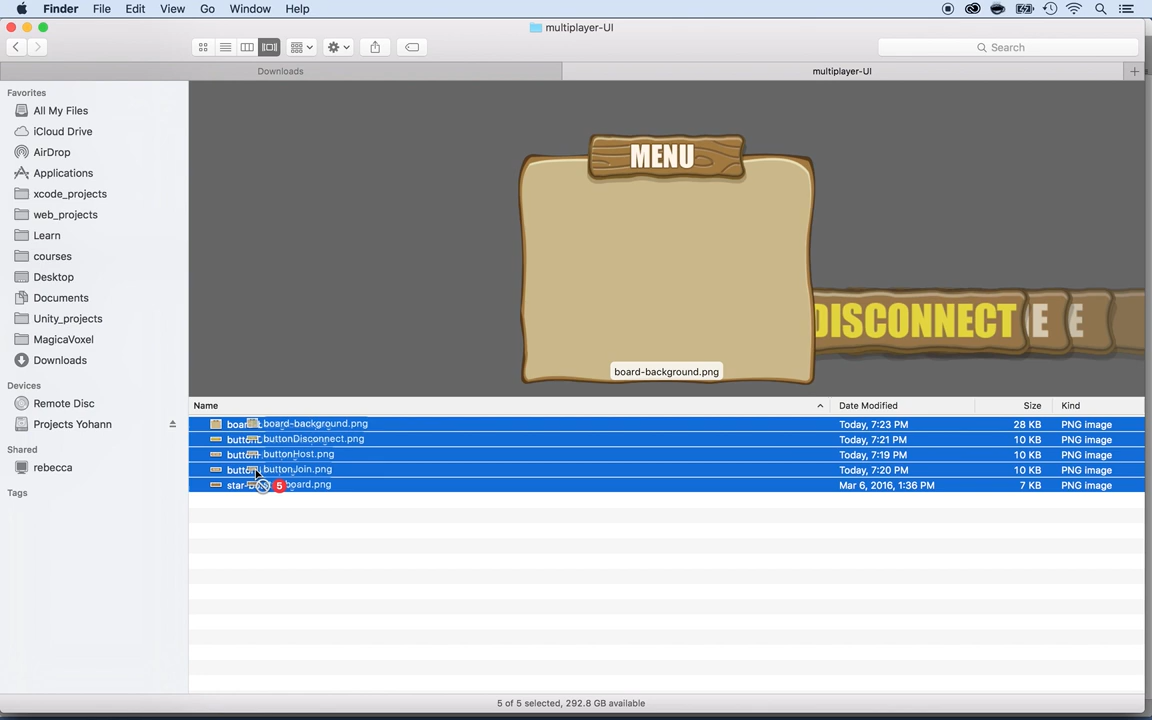 Finder File Edit View Go Window Help
multiplayer-UI
Search
Downloads multiplayer-UI
Favorites
All My Files
iCloud Drive
AirDrop
Applications
xcode_projects
web_projects
Learn
courses
Desktop
Documents
Unity_projects
MagicaVoxel
Downloads
Devices
Remote Disc
Projects Yohann
Shared
rebecca
Tags
MENU
DISCONNECT E E
board-background.png
Name Date Modified Size Kind
board-background.png Today, 7:23 PM 28 KB PNG image
buttonDisconnect.png Today, 7:21 PM 10 KB PNG image
buttonHost.png Today, 7:19 PM 10 KB PNG image
buttonJoin.png Today, 7:20 PM 10 KB PNG image
5 board.png Mar 6, 2016, 1:36 PM 7 KB PNG image
5 of 5 selected, 292.8 GB available